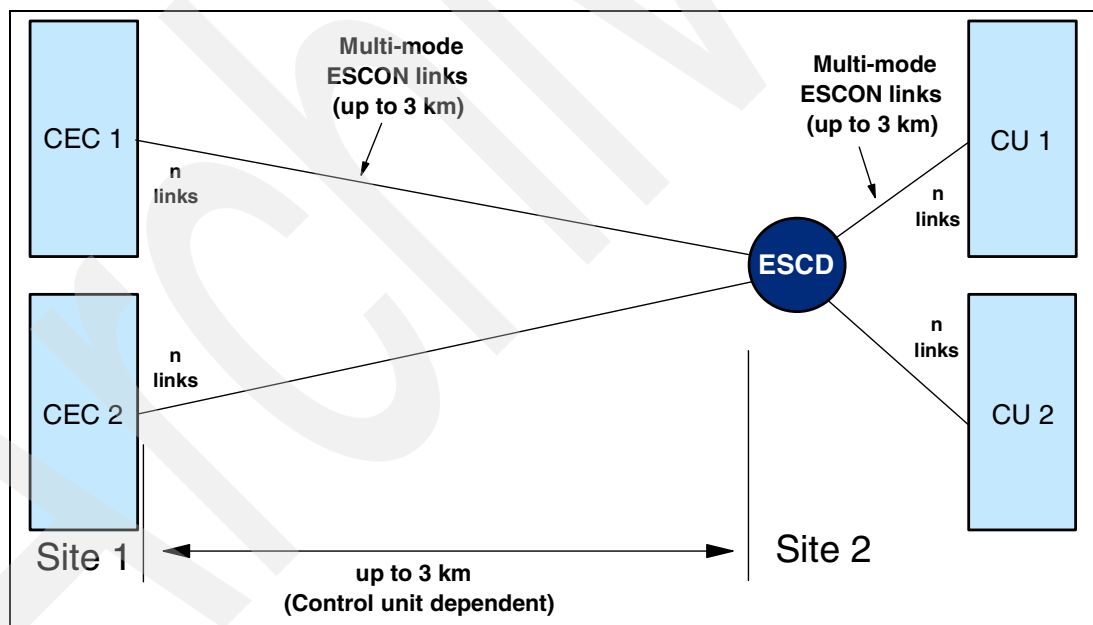 Multi-mode
ESCON links
(up to 3 km)
Multi-mode
ESCON links
(up to 3 km)
CEC 1
n
links
CU 1
n
links
ESCD
CEC 2
n
links
n
links
CU 2
Site 1
Site 2
up to 3 km
(Control unit dependent)